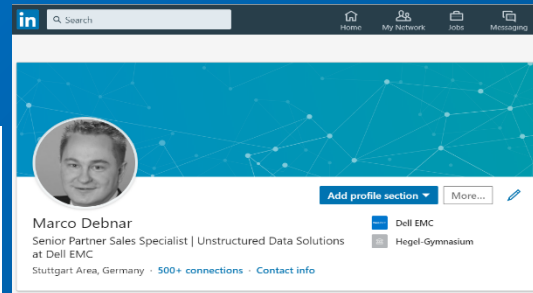 in
Search
Home
My Network
Jobs
Messaging
Add profile section
More...
Marco Debnar
Senior Partner Sales Specialist | Unstructured Data Solutions
at Dell EMC
Stuttgart Area, Germany · 500+ connections · Contact info
Dell EMC
Hegel-Gymnasium